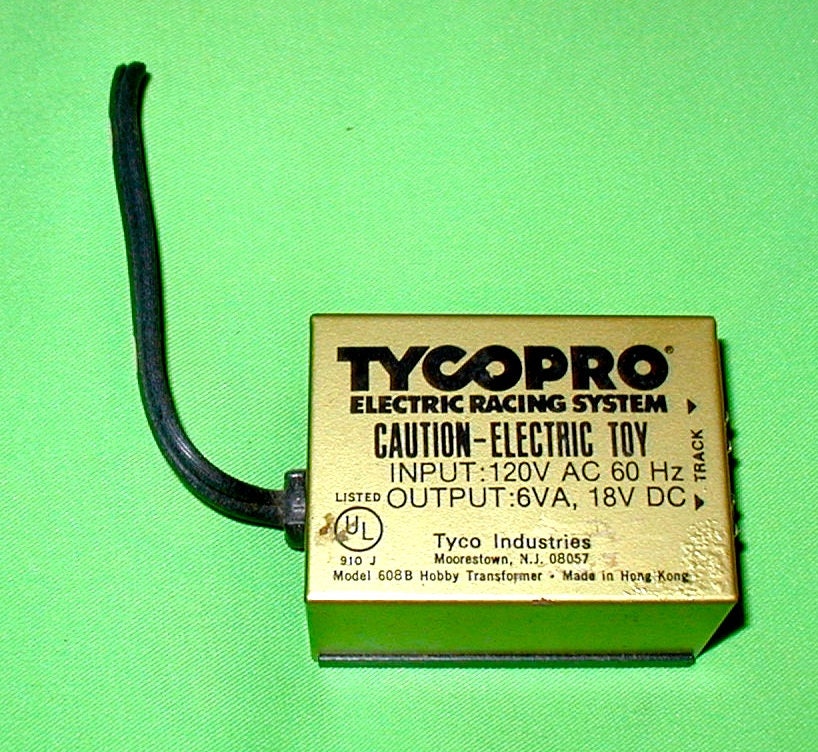 TYCOPRO®
ELECTRIC RACING SYSTEM
CAUTION-ELECTRIC TOY
INPUT:120V AC 60 Hz
OUTPUT:6VA, 18V DC
TRACK
LISTED
UL
910 J
Tyco Industries
Moorestown, N.J. 08057
Model 608B Hobby Transformer • Made in Hong Kong